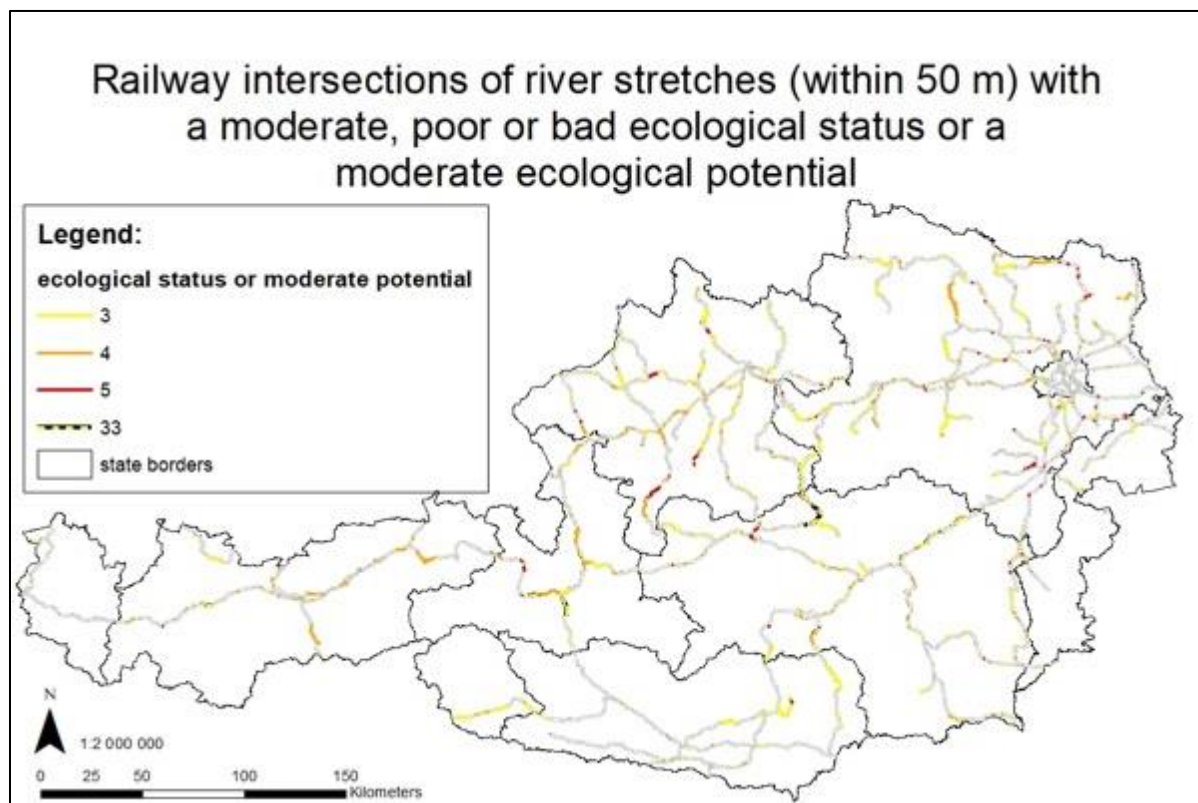 Railway intersections of river stretches (within 50 m) with
a moderate, poor or bad ecological status or a
moderate ecological potential
Legend:
ecological status or moderate potential
3
4
5
33
state borders
N
1:2 000 000
0 25 50 100 150
Kilometers